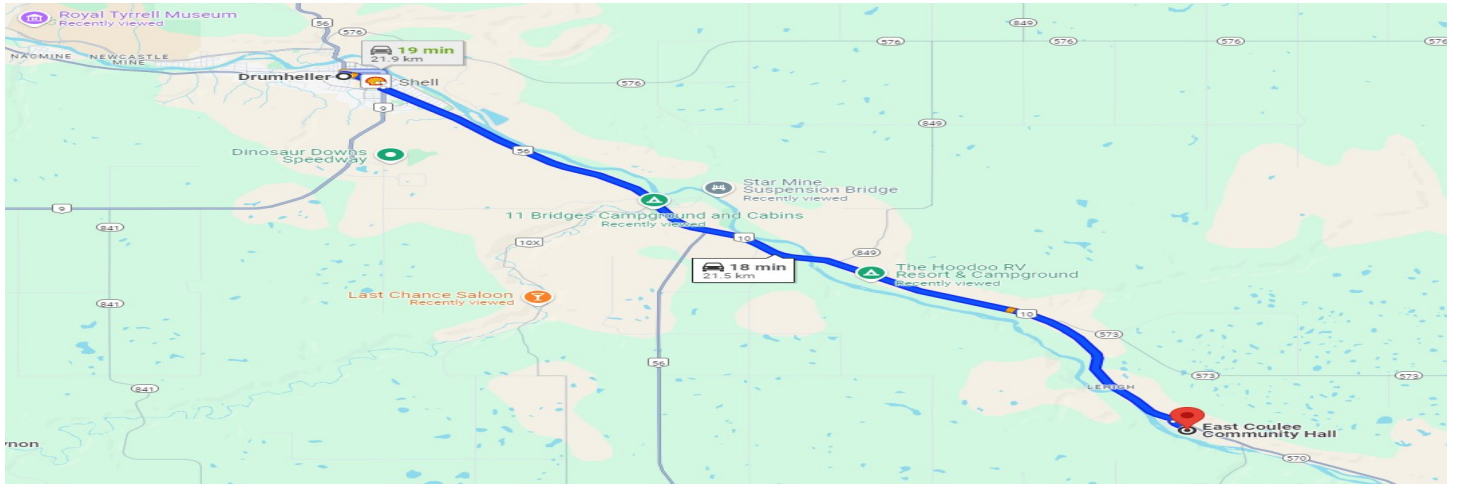 Royal Tyrrell Museum
Recently viewed
56
576
849
576
576
576
576
NACMINE
NEWCASTLE
MINE
19 min
21.9 km
Drumheller
Shell
576
576
9
849
56
Dinosaur Downs
Speedway
Star Mine
Suspension Bridge
Recently viewed
9
11 Bridges Campground and Cabins
Recently viewed
841
10X
10
849
18 min
21.5 km
The Hoodoo RV
Resort & Campground
Recently viewed
Last Chance Saloon
Recently viewed
841
10
573
56
573
573
841
LEHIGH
East Coulee
Community Hall
570